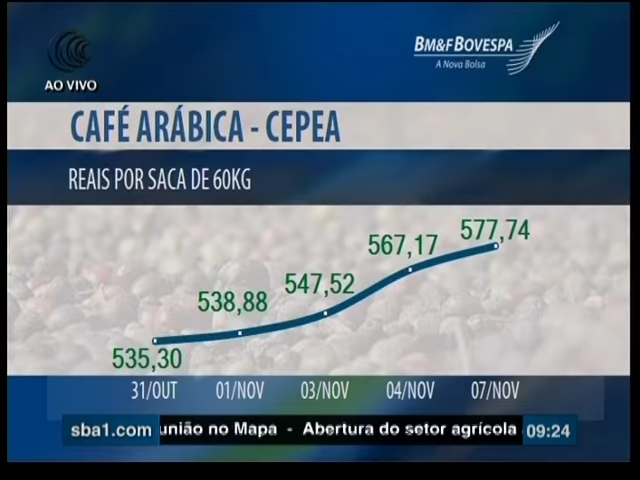 AO VIVO
BM&FBOVESPA
A Nova Bolsa
CAFÉ ARÁBICA - CEPEA
REAIS POR SACA DE 60KG
535,30
538,88
547,52
567,17
577,74
31/OUT 01/NOV 03/NOV 04/NOV 07/NOV
sba1.com união no Mapa - Abertura do setor agrícola 09:24